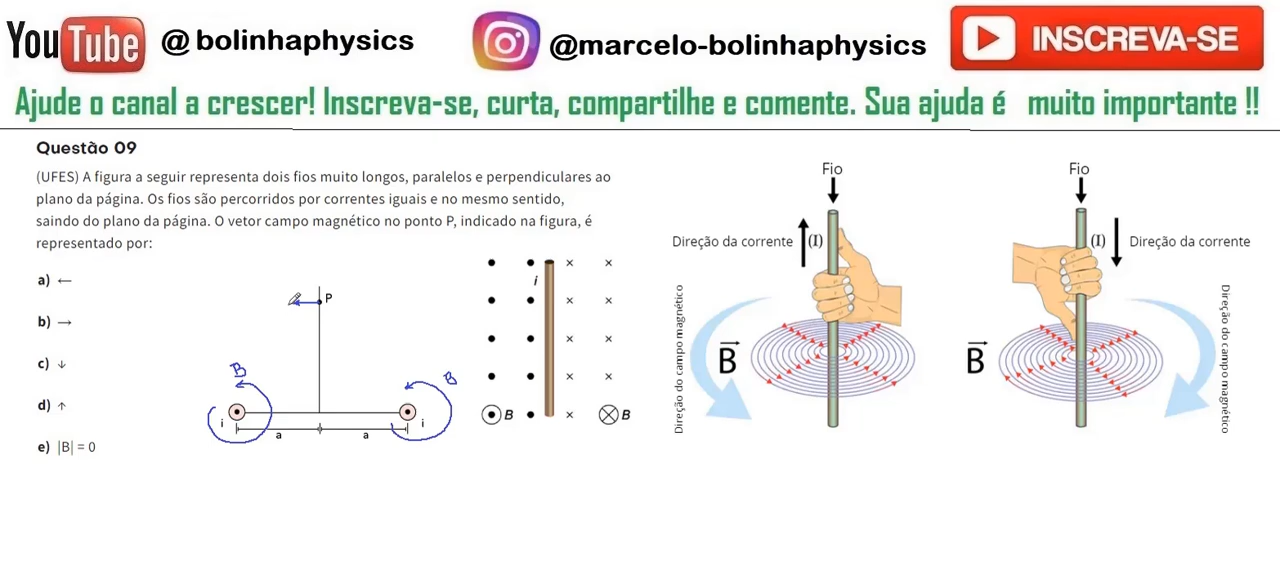 YouTube @bolinhaphysics @marcelo-bolinhaphysics INSCREVA-SE
Ajude o canal a crescer! Inscreva-se, curta, compartilhe e comente. Sua ajuda é muito importante !!
Questão 09
(UFES) A figura a seguir representa dois fios muito longos, paralelos e perpendiculares ao
plano da página. Os fios são percorridos por correntes iguais e no mesmo sentido,
saindo do plano da página. O vetor campo magnético no ponto P, indicado na figura, é
representado por:
a) ←
b) →
c) ↓
d) ↑
e) |B| = 0
P
B
B
i
i
a
a
i
B
B
Fio
(I)
Direção da corrente
Direção do campo magnético
B
Fio
(I)
Direção da corrente
Direção do campo magnético
B